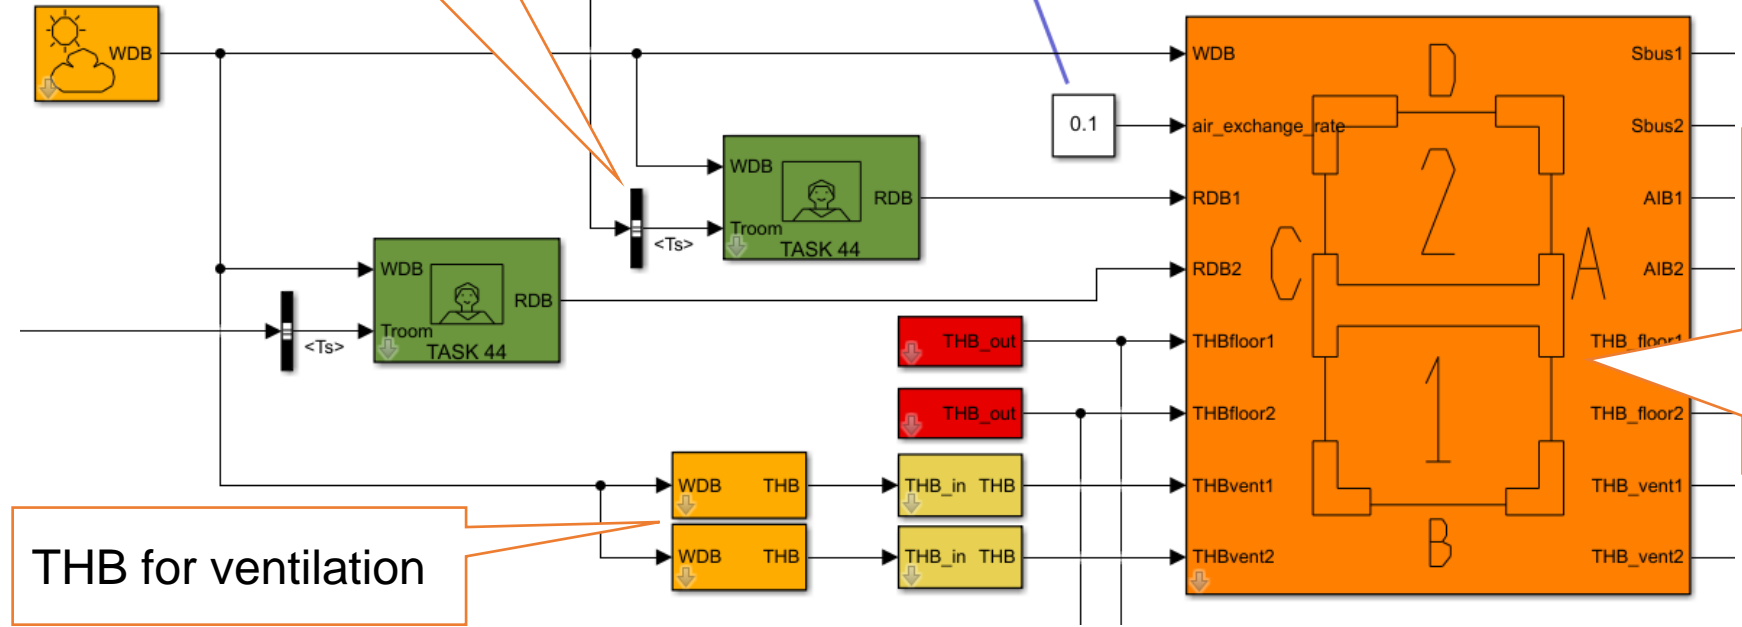 WDB
WDB
Sbus1
0.1
air_exchange_rate
Sbus2
D
WDB
RDB
Troom
TASK 44
<Ts>
RDB1
2
AIB1
C
A
WDB
RDB
Troom
TASK 44
<Ts>
RDB2
AIB2
THB_out
THBfloor1
THB_floor1
THB_out
THBfloor2
1
THB_floor2
WDB THB
THB_in THB
THBvent1
THB_vent1
B
THB for ventilation
WDB THB
THB_in THB
THBvent2
THB_vent2